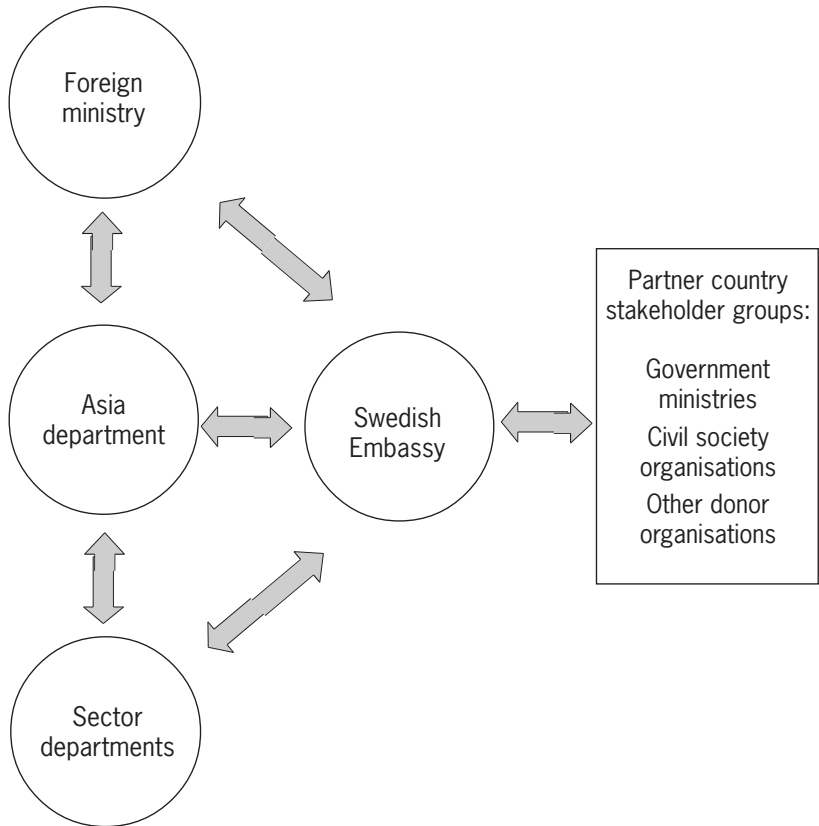 Foreign
ministry
Asia
department
Swedish
Embassy
Sector
departments
Partner country
stakeholder groups:
Government
ministries
Civil society
organisations
Other donor
organisations